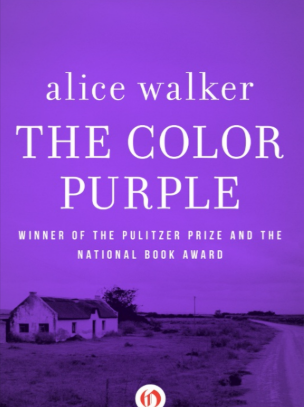 alice walker
THE COLOR
PURPLE
WINNER OF THE PULITZER PRIZE AND THE
NATIONAL BOOK AWARD